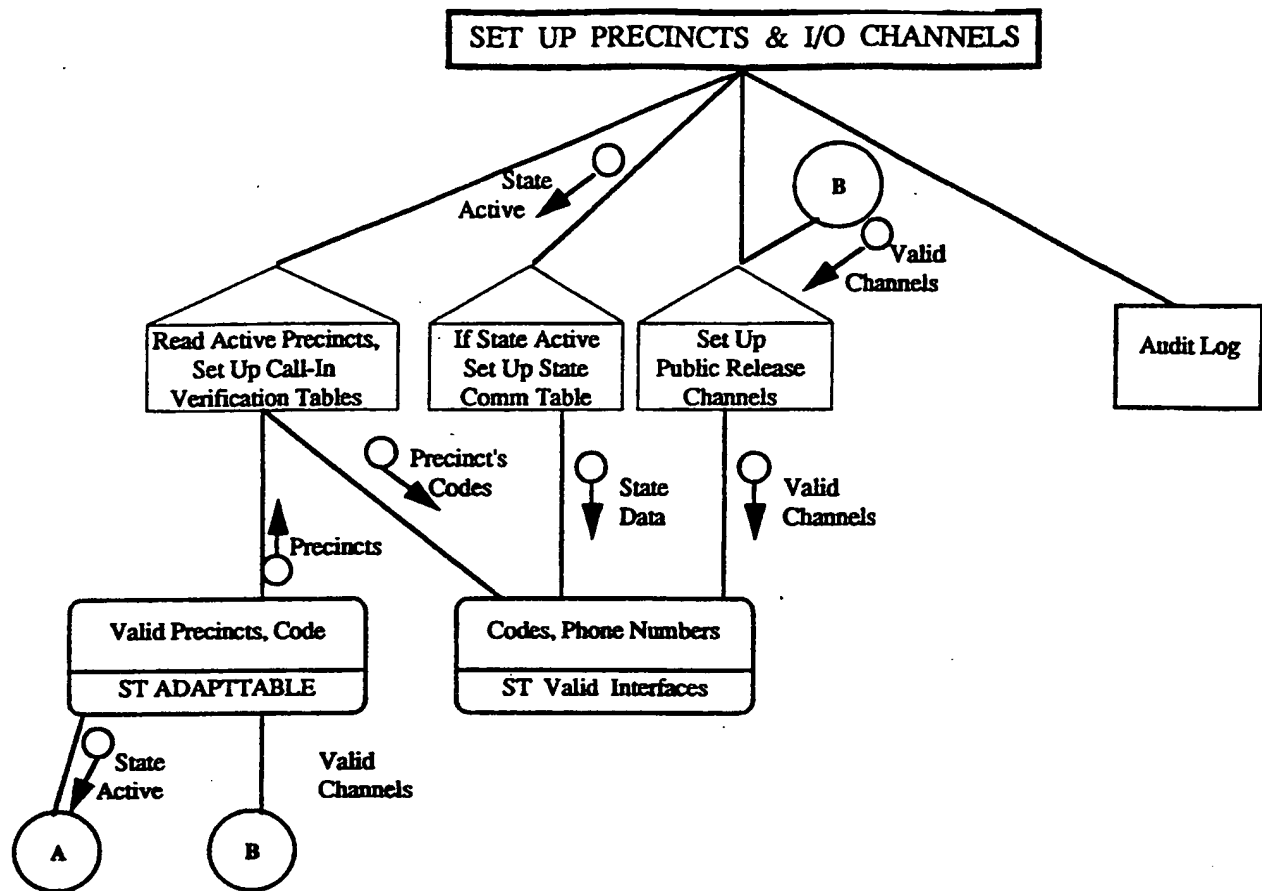 SET UP PRECINCTS & I/O CHANNELS
State
Active
B
Valid
Channels
Read Active Precincts,
Set Up Call-In
Verification Tables
If State Active
Set Up State
Comm Table
Set Up
Public Release
Channels
Audit Log
Precinct's
Codes
State
Data
Valid
Channels
Precincts
Valid Precincts, Code
ST ADAPTTABLE
Codes, Phone Numbers
ST Valid Interfaces
State
Active
Valid
Channels
A
B